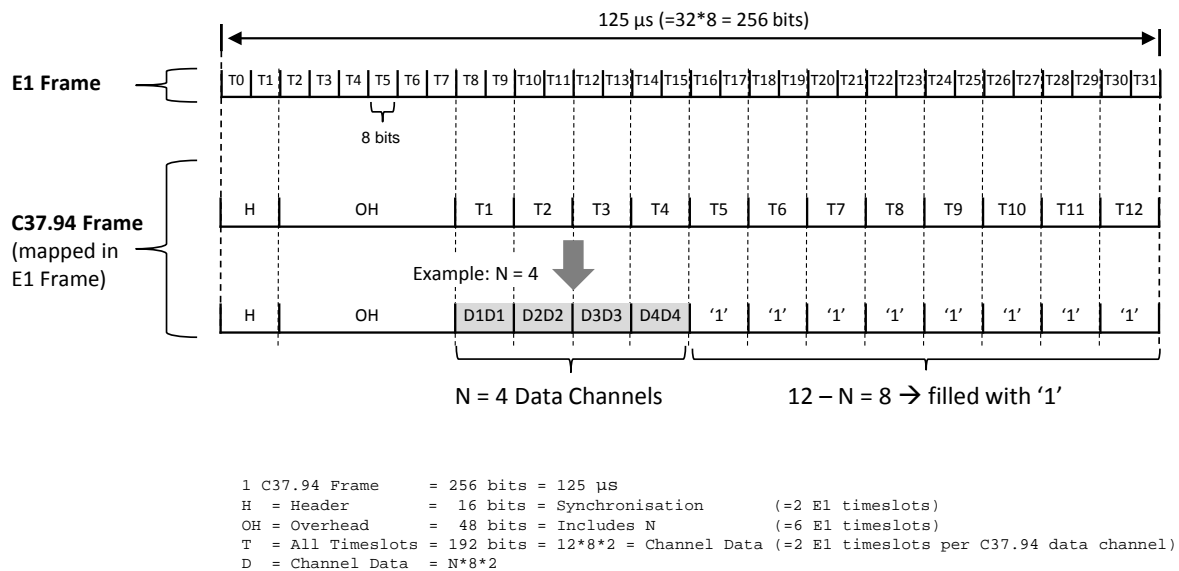 125 µs (=32*8 = 256 bits)
E1 Frame
T0 T1 T2 T3 T4 T5 T6 T7 T8 T9 T10 T11 T12 T13 T14 T15 T16 T17 T18 T19 T20 T21 T22 T23 T24 T25 T26 T27 T28 T29 T30 T31
8 bits
H OH T1 T2 T3 T4 T5 T6 T7 T8 T9 T10 T11 T12
C37.94 Frame
(mapped in
E1 Frame)
Example: N = 4
H OH D1D1 D2D2 D3D3 D4D4 ‘1’ ‘1’ ‘1’ ‘1’ ‘1’ ‘1’ ‘1’ ‘1’
N = 4 Data Channels
12 – N = 8 → filled with ‘1’
1 C37.94 Frame = 256 bits = 125 µs
H = Header = 16 bits = Synchronisation (=2 E1 timeslots)
OH = Overhead = 48 bits = Includes N (=6 E1 timeslots)
T = All Timeslots = 192 bits = 12*8*2 = Channel Data (=2 E1 timeslots per C37.94 data channel)
D = Channel Data = N*8*2